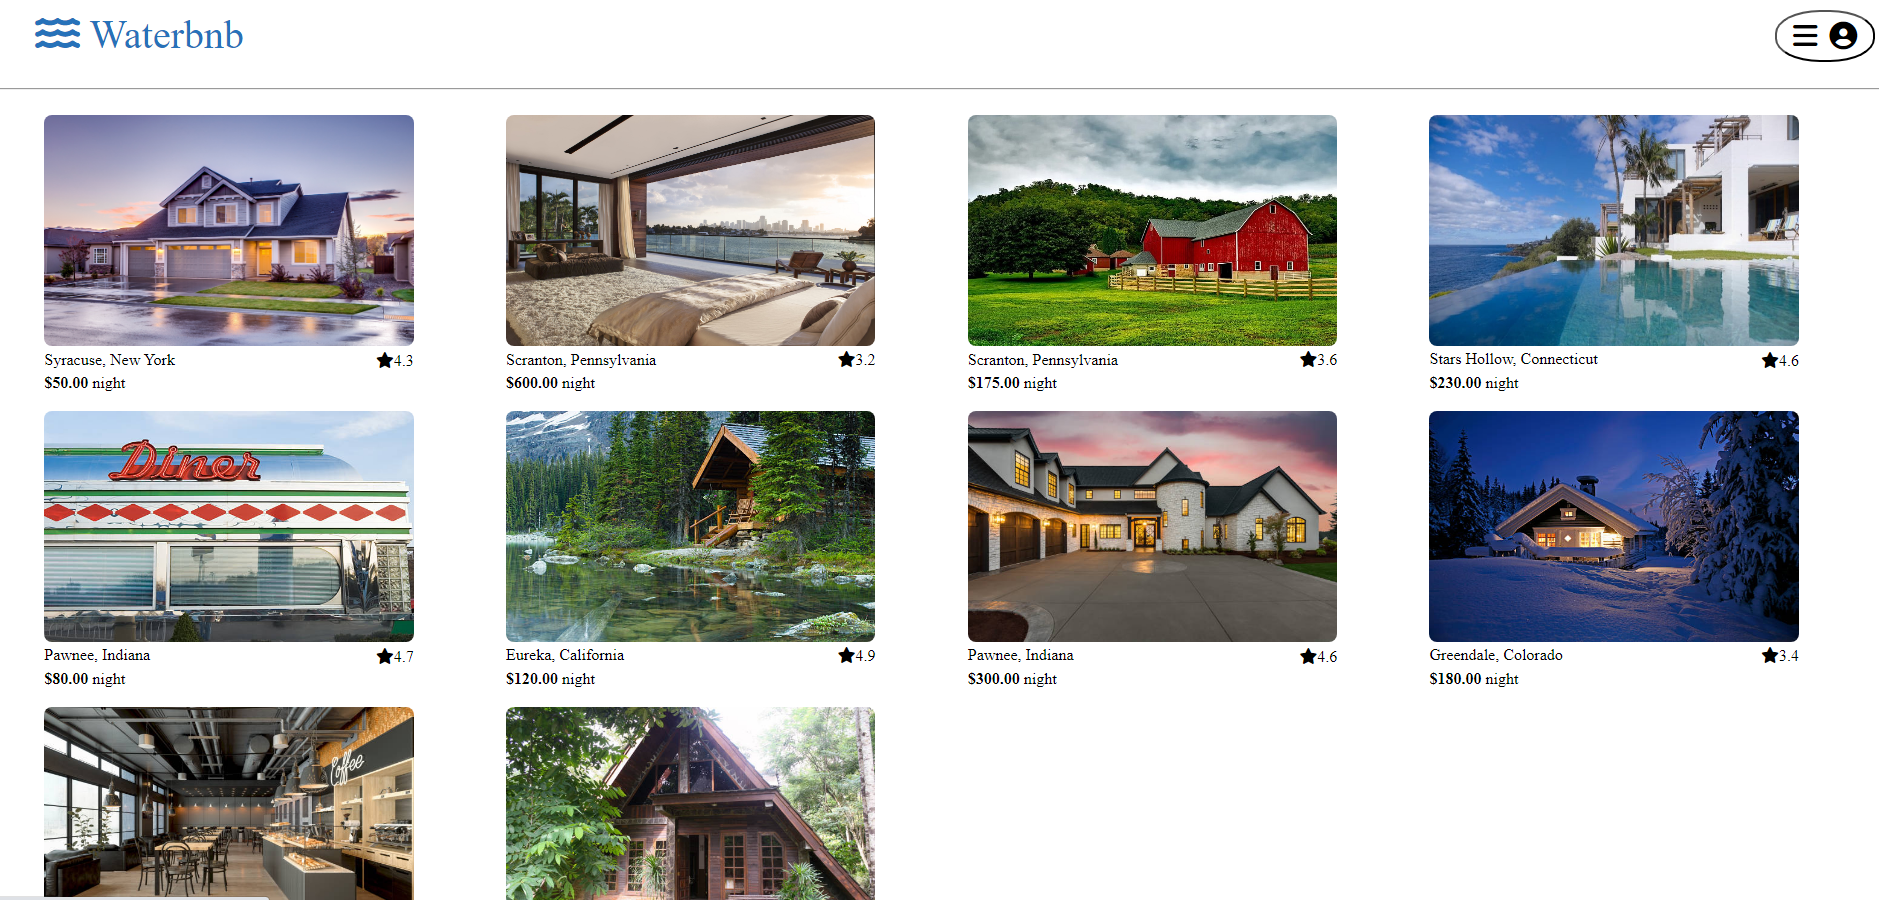 Waterbnb
Syracuse, New York
4.3
$50.00 night
Scranton, Pennsylvania
3.2
$600.00 night
Scranton, Pennsylvania
3.6
$175.00 night
Stars Hollow, Connecticut
4.6
$230.00 night
Diner
Pawnee, Indiana
4.7
$80.00 night
Eureka, California
4.9
$120.00 night
Pawnee, Indiana
4.6
$300.00 night
Greendale, Colorado
3.4
$180.00 night
Coffee